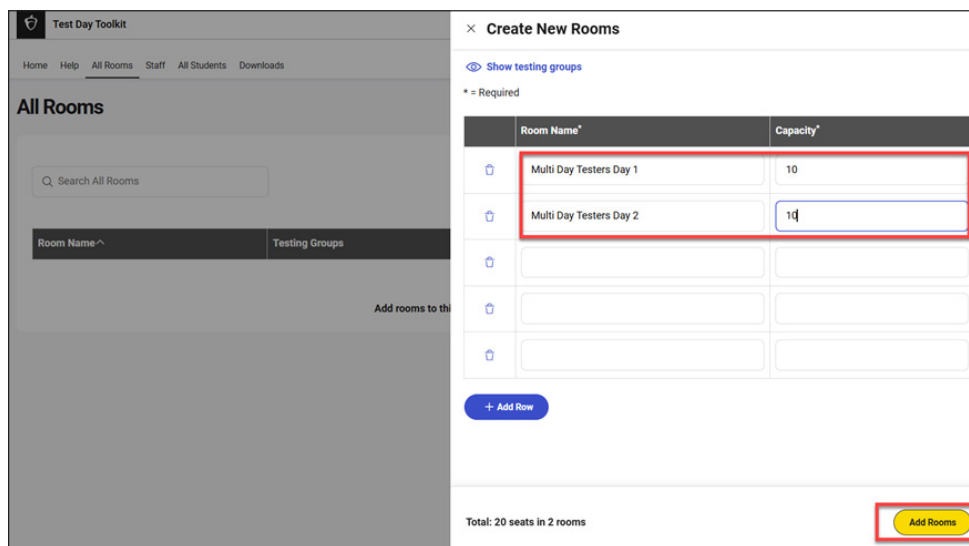 Test Day Toolkit
Home Help All Rooms Staff All Students Downloads
All Rooms
Search All Rooms
Room Name Testing Groups
Add rooms to thi
Create New Rooms
Show testing groups
* = Required
Room Name* Capacity*
Multi Day Testers Day 1 10
Multi Day Testers Day 2 10
+ Add Row
Total: 20 seats in 2 rooms
Add Rooms